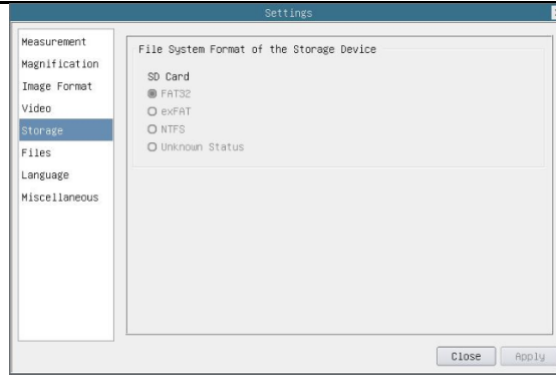 Settings
Measurement
Magnification
Image Format
Video
Storage
Files
Language
Miscellaneous
File System Format of the Storage Device
SD Card
FAT32
exFAT
NTFS
Unknown Status
Close
Apply